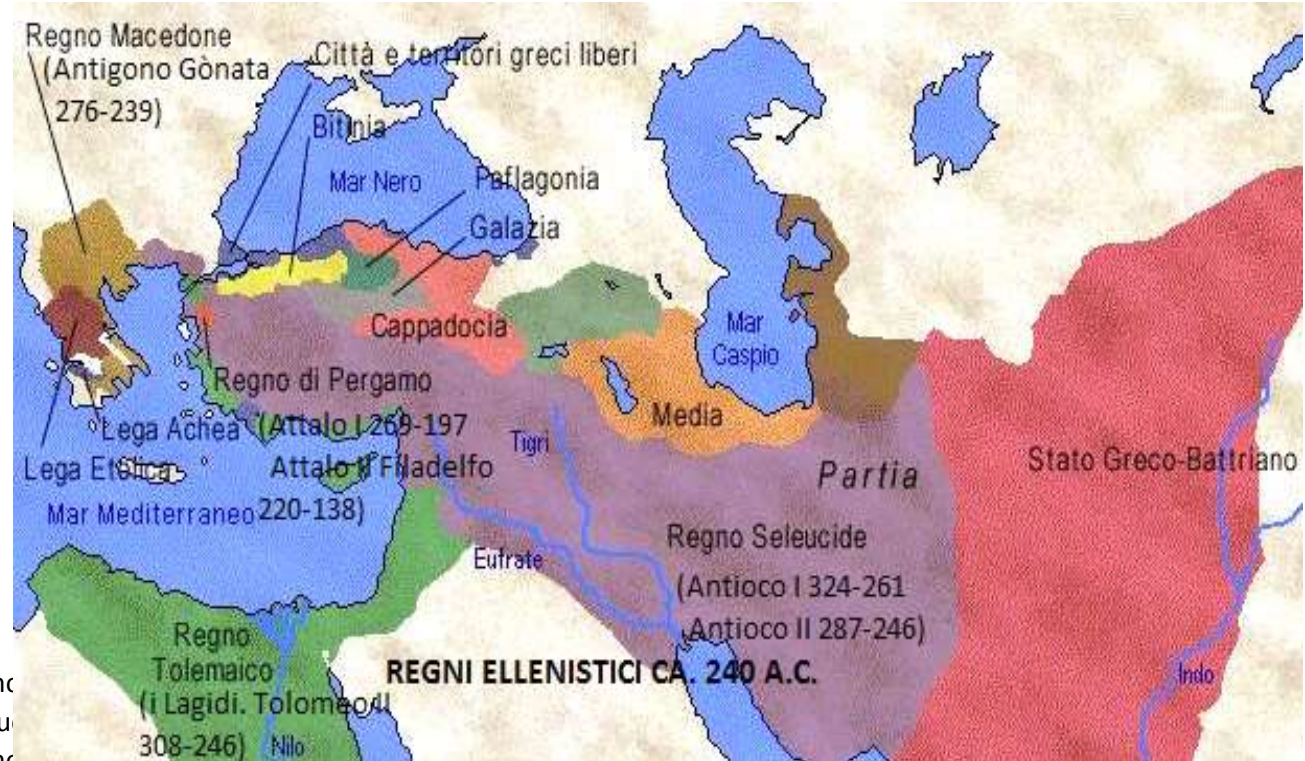 Regno Macedone
(Antigono Gònata
276-239)
Città e territori greci liberi
Bitinia
Mar Nero
Paflagonia
Galazia
Cappadocia
Mar
Caspio
Regno di Pergamo
(Attalo I 269-197
Attalo II Filadelfo
220-138)
Lega Achea
Lega Etolica
Mar Mediterraneo
Tigri
Media
Partia
Stato Greco-Battriano
Eufrate
Regno Seleucide
(Antioco I 324-261
Antioco II 287-246)
Regno
Tolemaico
(i Lagidi. Tolomeo II
308-246)
Nilo
REGNI ELLENISTICI CA. 240 A.C.
Indo